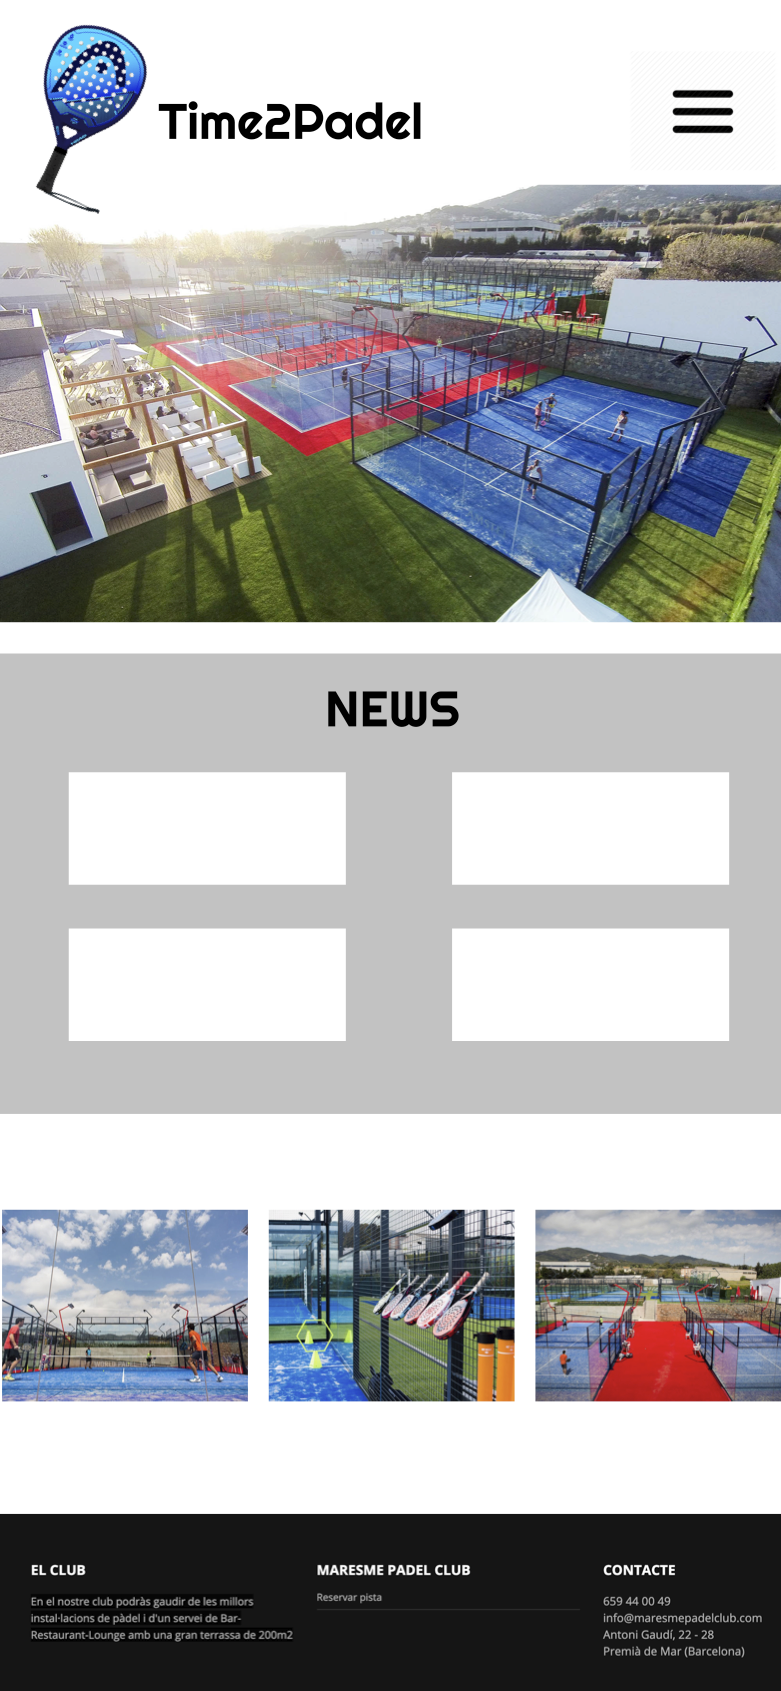 Time2Padel
NEWS
EL CLUB
En el nostre club podràs gaudir de les millors
instal·lacions de pàdel i d'un servei de Bar-
Restaurant-Lounge amb una gran terrassa de 200m2
MARESME PADEL CLUB
Reservar pista
CONTACTE
659 44 00 49
info@maresmepadelclub.com
Antoni Gaudí, 22 - 28
Premià de Mar (Barcelona)